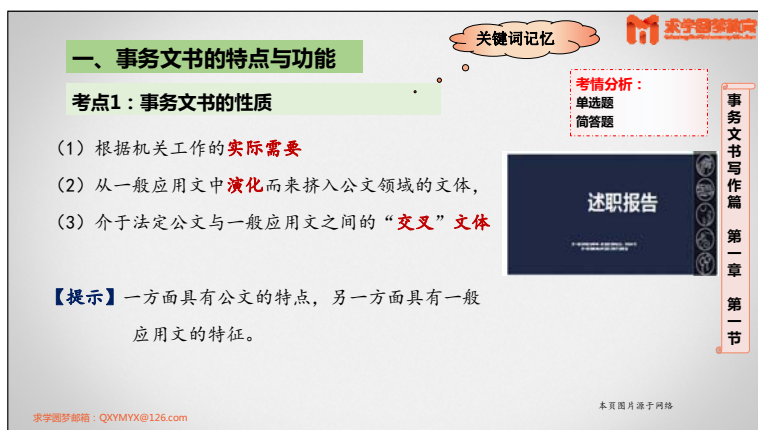 关键词记忆
求学圆梦教育
一、事务文书的特点与功能
考点1：事务文书的性质
考情分析：
单选题
简答题
（1）根据机关工作的实际需要
（2）从一般应用文中演化而来挤入公文领域的文体，
（3）介于法定公文与一般应用文之间的“交叉”文体
述职报告
【提示】一方面具有公文的特点，另一方面具有一般
应用文的特征。
事务文书写作篇 第一章 第一节
本页图片源于网络
求学圆梦邮箱：QXYMYX@126.com